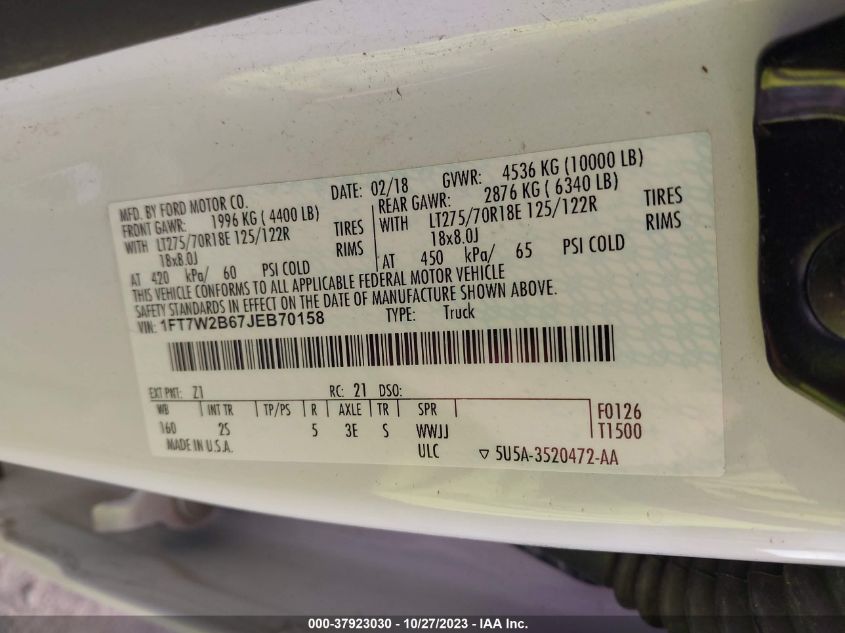 MFD. BY FORD MOTOR CO. DATE: 02/18 GVWR: 4536 KG (10000 LB)
FRONT GAWR: 1996 KG ( 4400 LB) REAR GAWR: 2876 KG ( 6340 LB)
WITH LT275/70R18E 125/122R TIRES WITH LT275/70R18E 125/122R TIRES
18x8.0J RIMS 18x8.0J RIMS
AT 420 kPa/ 60 PSI COLD AT 450 kPa/ 65 PSI COLD
THIS VEHICLE CONFORMS TO ALL APPLICABLE FEDERAL MOTOR VEHICLE
SAFETY STANDARDS IN EFFECT ON THE DATE OF MANUFACTURE SHOWN ABOVE.
VIN: 1FT7W2B67JEB70158 TYPE: Truck
EXT PNT: Z1 RC: 21 DSO:
WB INT TR TP/PS R AXLE TR SPR F0126
160 2S 5 3E S WWJJ T1500
MADE IN U.S.A. ULC ▽ 5U5A-3520472-AA
000-37923030 - 10/27/2023 - IAA Inc.